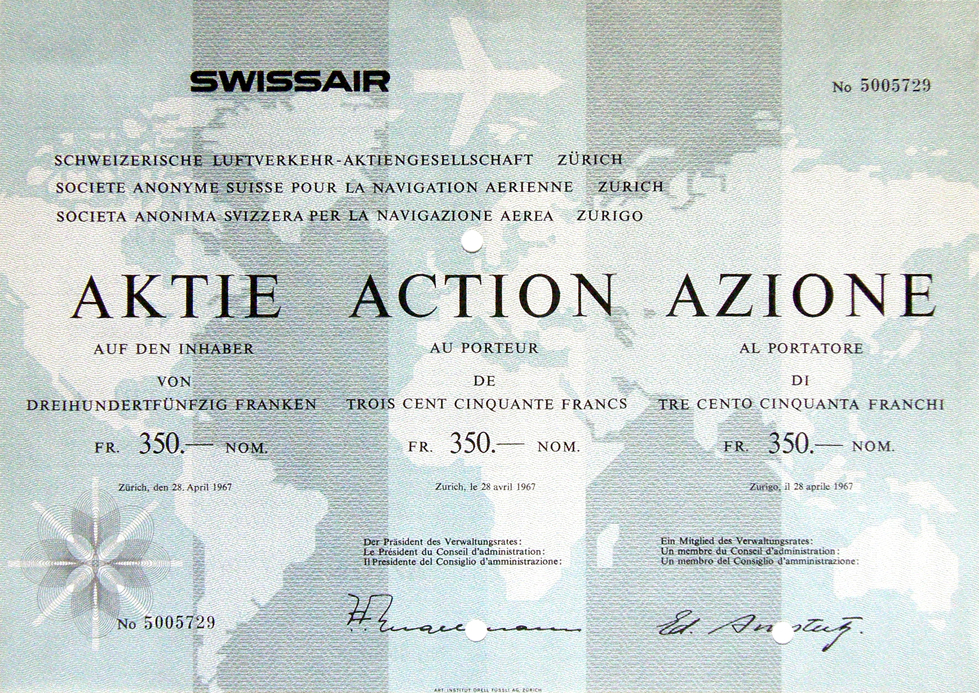 SWISSAIR
No 5005729
SCHWEIZERISCHE LUFTVERKEHR-AKTIENGESELLSCHAFT ZÜRICH
SOCIETE ANONYME SUISSE POUR LA NAVIGATION AERIENNE ZURICH
SOCIETA ANONIMA SVIZZERA PER LA NAVIGAZIONE AEREA ZURIGO
AKTIE ACTION AZIONE
AUF DEN INHABER AU PORTEUR AL PORTATORE
VON DE DI
DREIHUNDERTFÜNFZIG FRANKEN TROIS CENT CINQUANTE FRANCS TRE CENTO CINQUANTA FRANCHI
FR. 350.— NOM. FR. 350.— NOM. FR. 350.— NOM.
Zürich, den 28. April 1967 Zurich, le 28 avril 1967 Zurigo, il 28 aprile 1967
Der Präsident des Verwaltungsrates:
Le Président du Conseil d'administration:
Il Presidente del Consiglio d'amministrazione:
Ein Mitglied des Verwaltungsrates:
Un membre du Conseil d'administration:
Un membro del Consiglio d'amministrazione:
No 5005729
ART. INSTITUT ORELL FÜSSLI AG, ZÜRICH